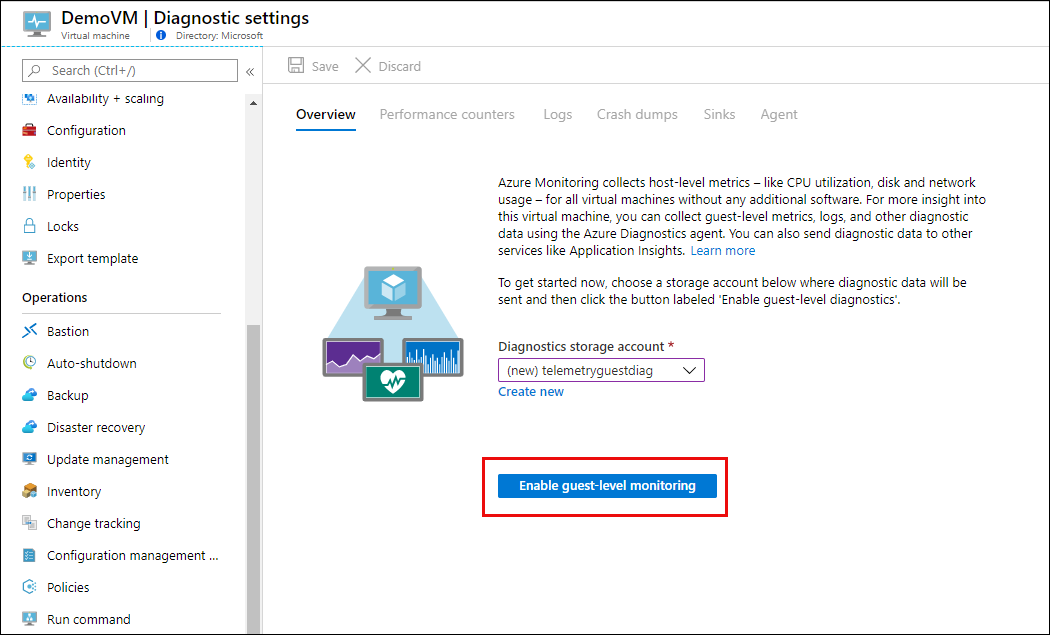 DemoVM | Diagnostic settings
Virtual machine
Directory: Microsoft
Search (Ctrl+/)
«
Availability + scaling
Configuration
Identity
Properties
Locks
Export template
Operations
Bastion
Auto-shutdown
Backup
Disaster recovery
Update management
Inventory
Change tracking
Configuration management ...
Policies
Run command
Save
Discard
Overview
Performance counters
Logs
Crash dumps
Sinks
Agent
Azure Monitoring collects host-level metrics – like CPU utilization, disk and network
usage – for all virtual machines without any additional software. For more insight into
this virtual machine, you can collect guest-level metrics, logs, and other diagnostic
data using the Azure Diagnostics agent. You can also send diagnostic data to other
services like Application Insights. Learn more
To get started now, choose a storage account below where diagnostic data will be
sent and then click the button labeled 'Enable guest-level diagnostics'.
Diagnostics storage account *
(new) telemetryguestdiag
Create new
Enable guest-level monitoring